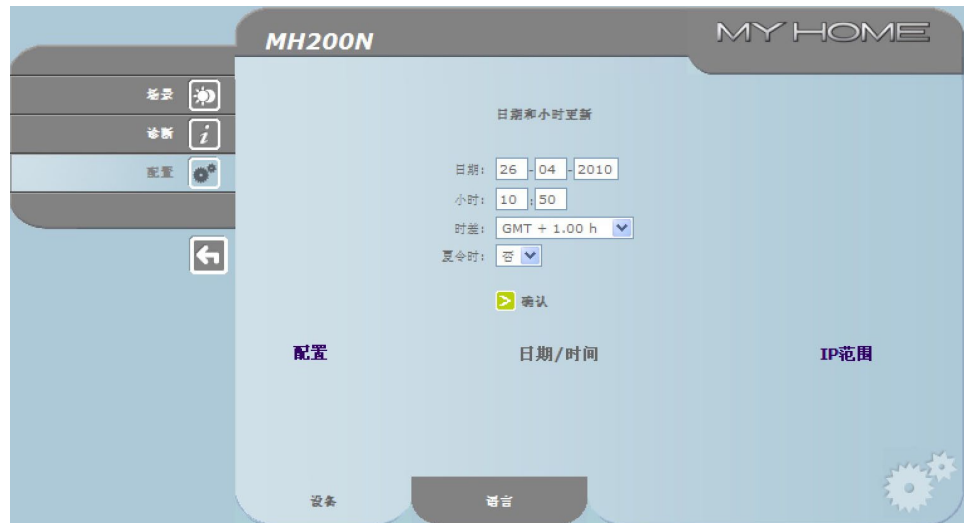 MH200N
MY HOME
场景
诊断
配置
日期和小时更新
日期: 26 - 04 - 2010
小时: 10 : 50
时差: GMT + 1.00 h
夏令时: 否
确认
配置
日期/时间
IP范围
设备
语言